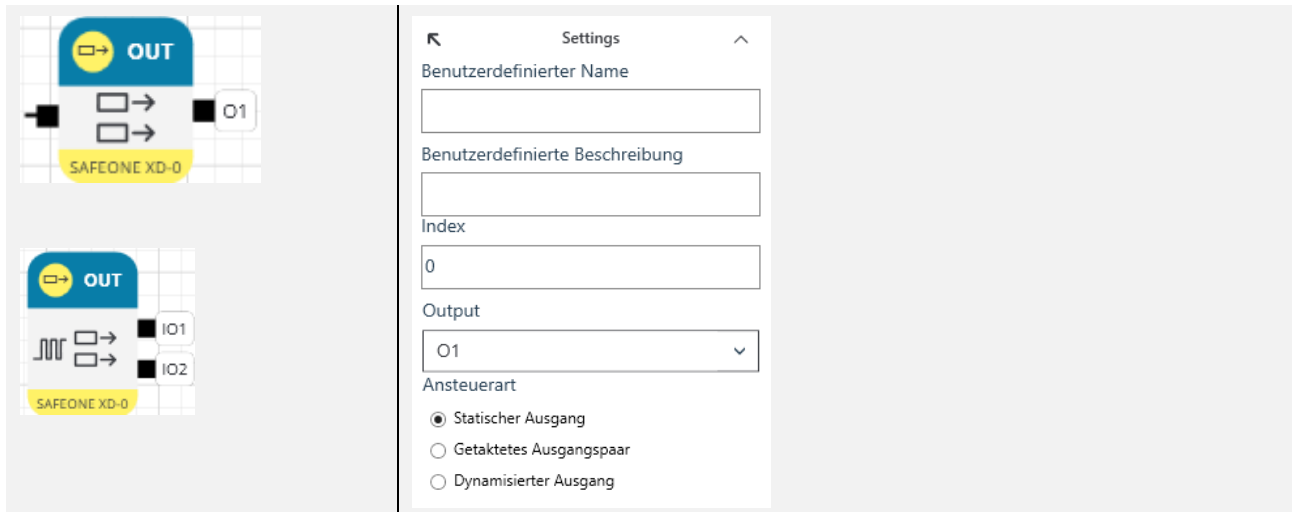 OUT
O1
SAFEONE XD-0
OUT
IO1
IO2
SAFEONE XD-0
Settings
Benutzerdefinierter Name
Benutzerdefinierte Beschreibung
Index
0
Output
O1
Ansteuerart
Statischer Ausgang
Getaktetes Ausgangspaar
Dynamisierter Ausgang